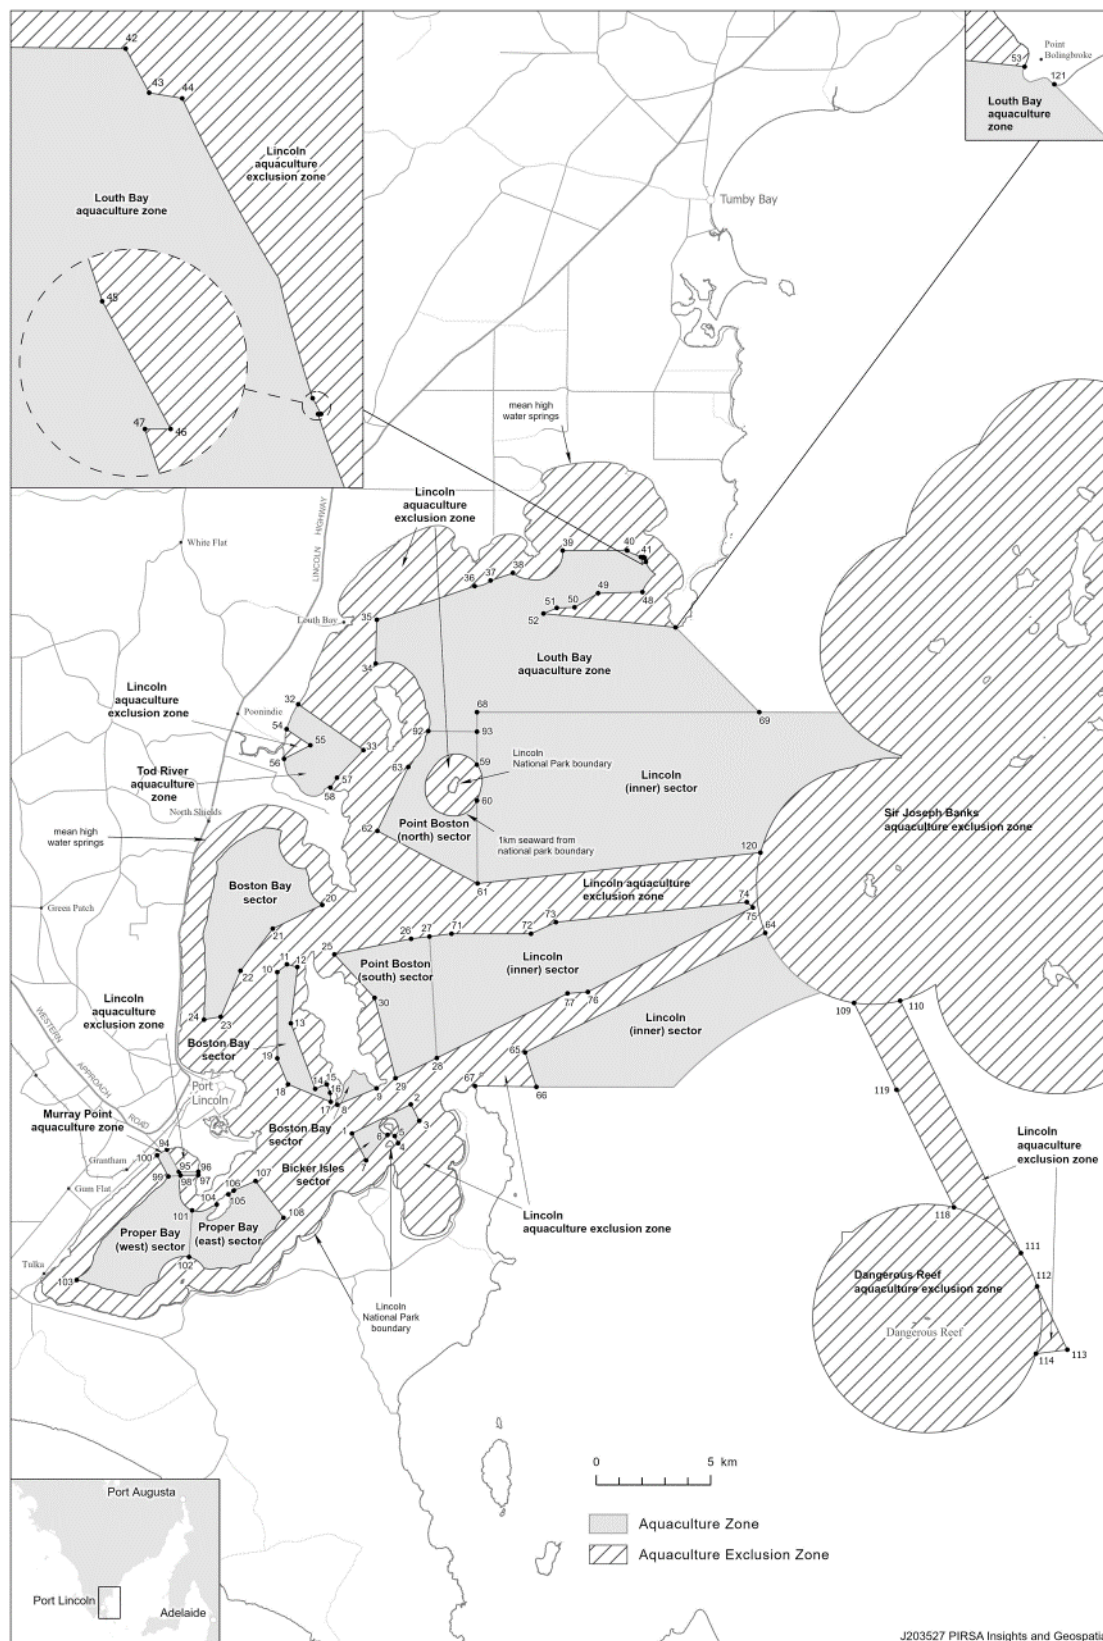 42
43
44
Lincoln
aquaculture
exclusion zone
Louth Bay
aquaculture zone
45
47
46
53
Point
Bolingbroke
121
Louth Bay
aquaculture
zone
Tumby Bay
mean high
water springs
Lincoln
aquaculture
exclusion zone
LINCOLN HIGHWAY
White Flat
39
40
41
36
37
38
49
48
51
50
52
35
Louth Bay
Louth Bay
aquaculture zone
34
Lincoln
aquaculture
exclusion zone
32
Poonindie
54
55
56
33
68
69
92
93
Lincoln
National Park boundary
63
59
Lincoln
(inner) sector
Tod River
aquaculture
zone
57
58
60
North Shields
Point Boston
(north) sector
Sir Joseph Banks
aquaculture exclusion zone
mean high
water springs
62
1km seaward from
national park boundary
120
61
Lincoln aquaculture
exclusion zone
Boston Bay
sector
Green Patch
20
74
75
21
26
27
71
72
73
64
25
Point Boston
(south) sector
Lincoln
(inner) sector
10
11
12
22
77
76
30
Lincoln
aquaculture
exclusion zone
24
23
13
Lincoln
(inner) sector
109
110
WESTERN APPROACH ROAD
Boston Bay
sector
19
65
28
29
67
66
119
Port
Lincoln
18
14
15
16
17
8
9
2
3
Murray Point
aquaculture zone
Boston Bay
sector
1
6
5
4
7
94
100
Grantham
95
96
99
98
97
Bicker Isles
sector
Lincoln
aquaculture
exclusion zone
Gum Flat
107
106
105
104
101
108
118
Lincoln
aquaculture exclusion zone
Proper Bay
(west) sector
Proper Bay
(east) sector
102
111
Tulka
103
Dangerous Reef
aquaculture exclusion zone
112
Lincoln
National Park
boundary
Dangerous Reef
114
113
0 5 km
Aquaculture Zone
Aquaculture Exclusion Zone
Port Augusta
Port Lincoln
Adelaide
J203527 PIRSA Insights and Geospatia